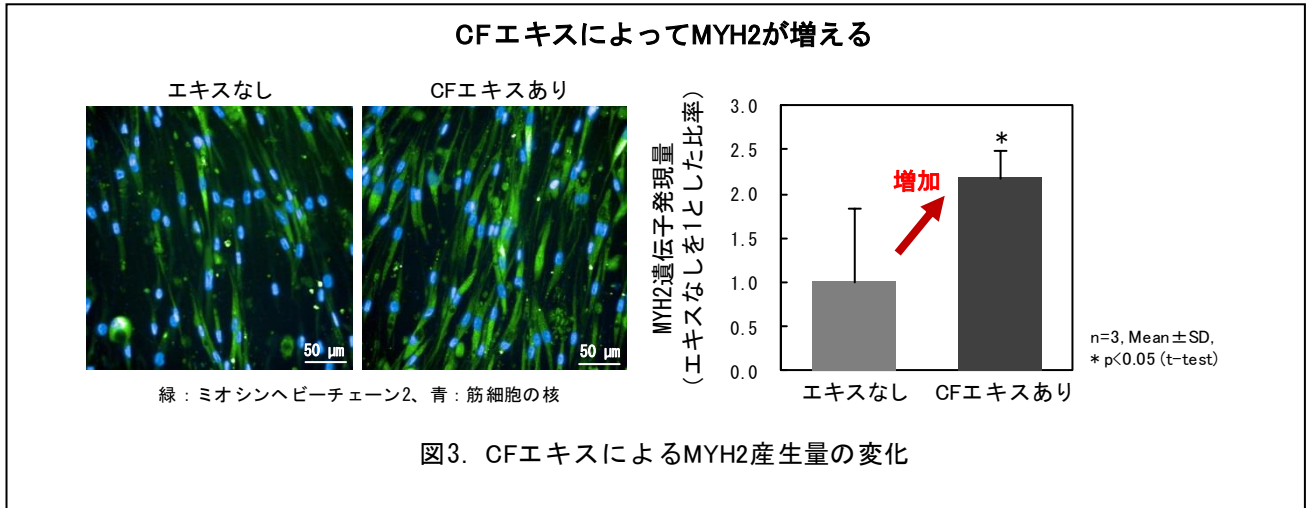 CFエキスによってMYH2が増える
エキスなし
CFエキスあり
50 μm
50 μm
緑：ミオシンヘビーチェーン2、青：筋細胞の核
MYH2遺伝子発現量
（エキスなしを1とした比率）
3.0
2.5
2.0
1.5
1.0
0.5
0.0
増加
*
エキスなし
CFエキスあり
n=3, Mean±SD,
* p<0.05 (t-test)
図3. CFエキスによるMYH2産生量の変化